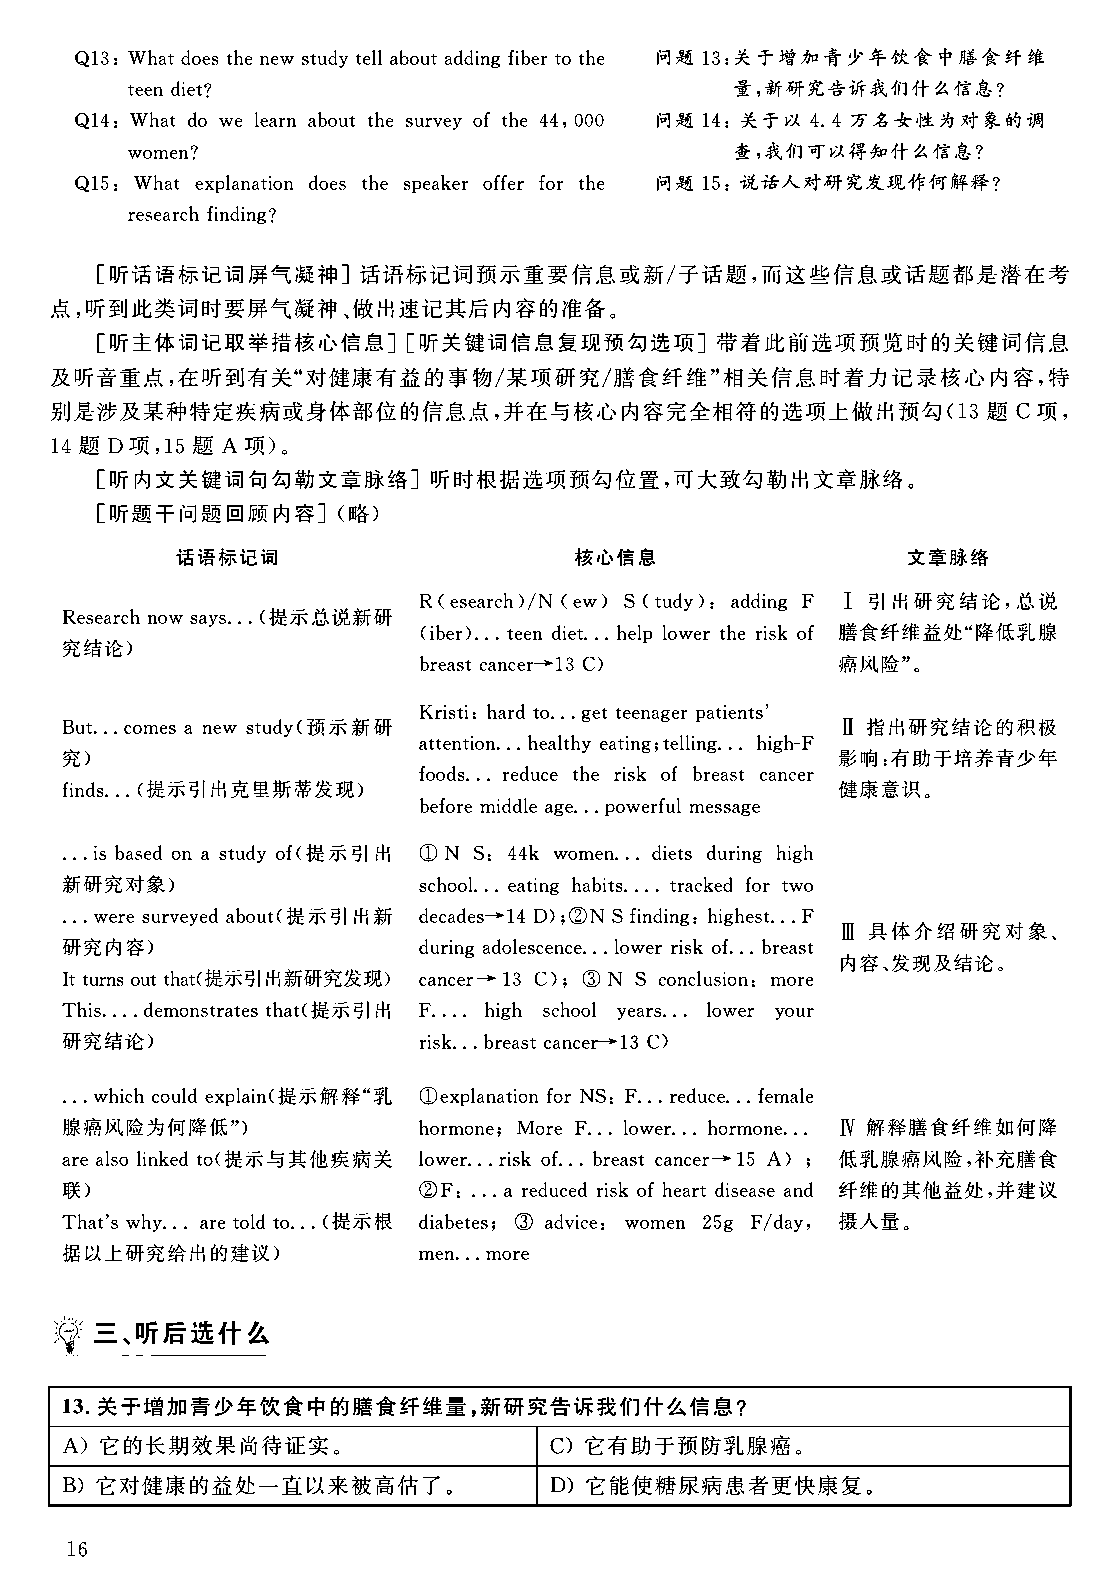 Q13: What does the new study tell about adding fiber to the
teen diet?
Q14: What do we learn about the survey of the 44,000
women?
Q15: What explanation does the speaker offer for the
research finding?
问题 13:关于增加青少年饮食中膳食纤维
量,新研究告诉我们什么信息?
问题 14: 关于以 4.4 万名女性为对象的调
查,我们可以得知什么信息?
问题 15: 说话人对研究发现作何解释?
[听话语标记词屏气凝神] 话语标记词预示重要信息或新/子话题,而这些信息或话题都是潜在考
点,听到此类词时要屏气凝神、做出速记其后内容的准备。
[听主体词记取举措核心信息][听关键词信息复现预勾选项] 带着此前选项预览时的关键词信息
及听音重点,在听到有关“对健康有益的事物/某项研究/膳食纤维”相关信息时着力记录核心内容,特
别是涉及某种特定疾病或身体部位的信息点,并在与核心内容完全相符的选项上做出预勾(13 题 C 项,
14 题 D 项,15 题 A 项)。
[听内文关键词句勾勒文章脉络] 听时根据选项预勾位置,可大致勾勒出文章脉络。
[听题干问题回顾内容](略)
话语标记词
核心信息
文章脉络
Research now says...(提示总说新研
究结论)
R(esearch)/N(ew) S(tudy): adding F
(iber)...teen diet...help lower the risk of
breast cancer→13 C)
Ⅰ 引出研究结论,总说
膳食纤维益处“降低乳腺
癌风险”。
But...comes a new study(预示新研
究)
finds...(提示引出克里斯蒂发现)
Kristi: hard to...get teenager patients'
attention...healthy eating;telling... high-F
foods... reduce the risk of breast cancer
before middle age...powerful message
Ⅱ 指出研究结论的积极
影响:有助于培养青少年
健康意识。
...is based on a study of(提示引出
新研究对象)
...were surveyed about(提示引出新
研究内容)
It turns out that(提示引出新研究发现)
This....demonstrates that(提示引出
研究结论)
① N S: 44k women... diets during high
school... eating habits.... tracked for two
decades→14 D);②N S finding: highest...F
during adolescence...lower risk of... breast
cancer→ 13 C); ③ N S conclusion: more
F.... high school years... lower your
risk...breast cancer→13 C)
Ⅲ 具体介绍研究对象、
内容、发现及结论。
...which could explain(提示解释“乳
腺癌风险为何降低”)
are also linked to(提示与其他疾病关
联)
That's why... are told to...(提示根
据以上研究给出的建议)
①explanation for NS: F...reduce...female
hormone; More F... lower... hormone...
lower...risk of... breast cancer→15 A) ;
②F: ...a reduced risk of heart disease and
diabetes; ③ advice: women 25g F/day,
men...more
Ⅳ 解释膳食纤维如何降
低乳腺癌风险,补充膳食
纤维的其他益处,并建议
摄人量。
三、听后选什么
13. 关于增加青少年饮食中的膳食纤维量,新研究告诉我们什么信息?
A) 它的长期效果尚待证实。
C) 它有助于预防乳腺癌。
B) 它对健康的益处一直以来被高估了。
D) 它能使糖尿病患者更快康复。
16